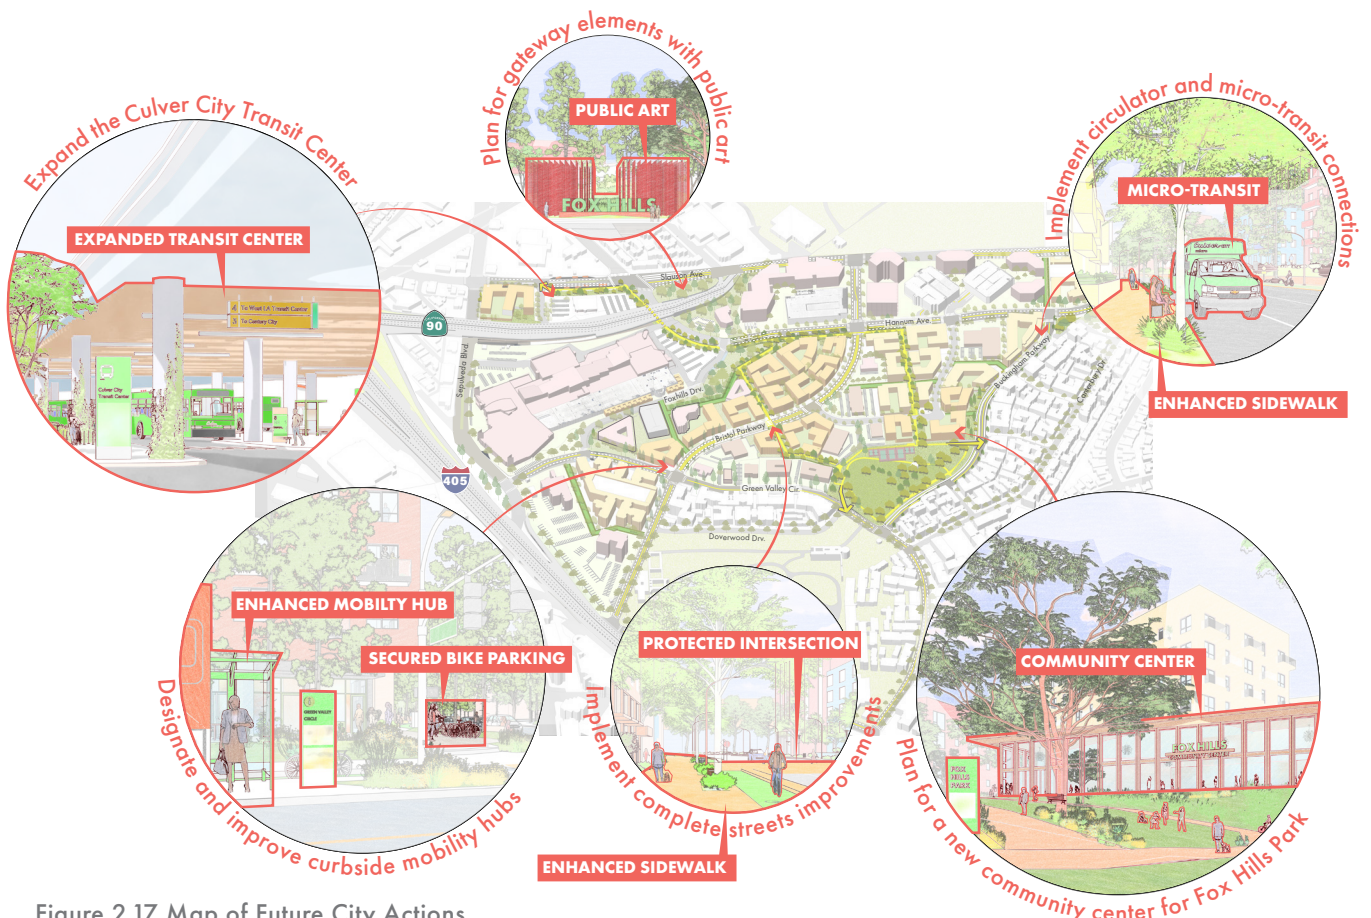 Plan for gateway elements with public art
PUBLIC ART
FOX HILLS
Expand the Culver City Transit Center
EXPANDED TRANSIT CENTER
To West LA Transit Center
To Century City
Culver City
Transit Center
Implement circulator and micro-transit connections
MICRO-TRANSIT
ENHANCED SIDEWALK
Slauson Ave.
90
Hannum Ave.
Sepulveda Blvd
Foxhills Drv.
Buckingham Parkway
Canterbury Dr.
Bristol Parkway
405
Green Valley Cir.
Doverwood Drv.
ENHANCED MOBILTY HUB
SECURED BIKE PARKING
GREEN VALLEY
CIRCLE
Designate and improve curbside mobility hubs
PROTECTED INTERSECTION
Implement complete streets improvements
ENHANCED SIDEWALK
COMMUNITY CENTER
FOX HILLS
COMMUNITY CENTER
FOX
HILLS
PARK
Plan for a new community center for Fox Hills Park
Figure 2.17 Map of Future City Actions